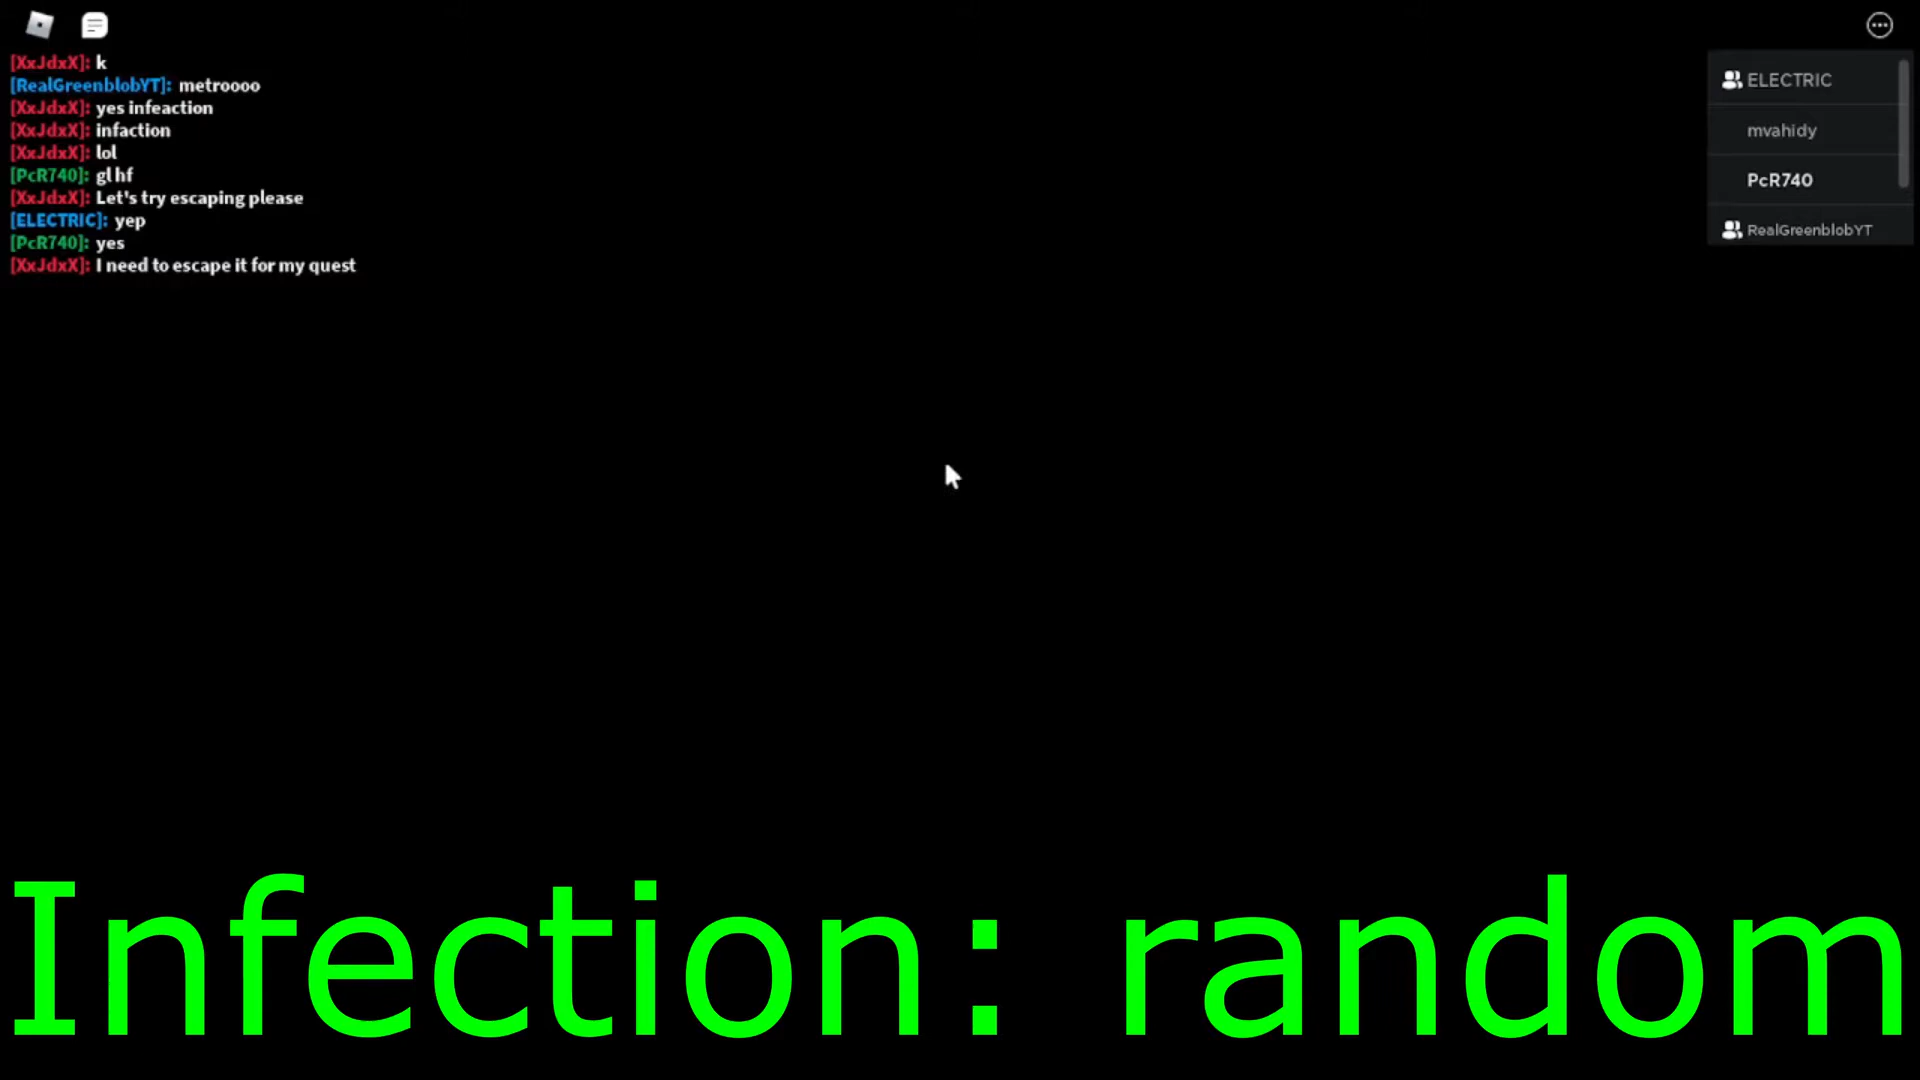 [XxJdxX]: k
[RealGreenblobYT]: metroooo
[XxJdxX]: yes infeaction
[XxJdxX]: infaction
[XxJdxX]: lol
[PcR740]: gl hf
[XxJdxX]: Let's try escaping please
[ELECTRIC]: yep
[PcR740]: yes
[XxJdxX]: I need to escape it for my quest
ELECTRIC
mvahidy
PcR740
RealGreenblobYT
Infection: random